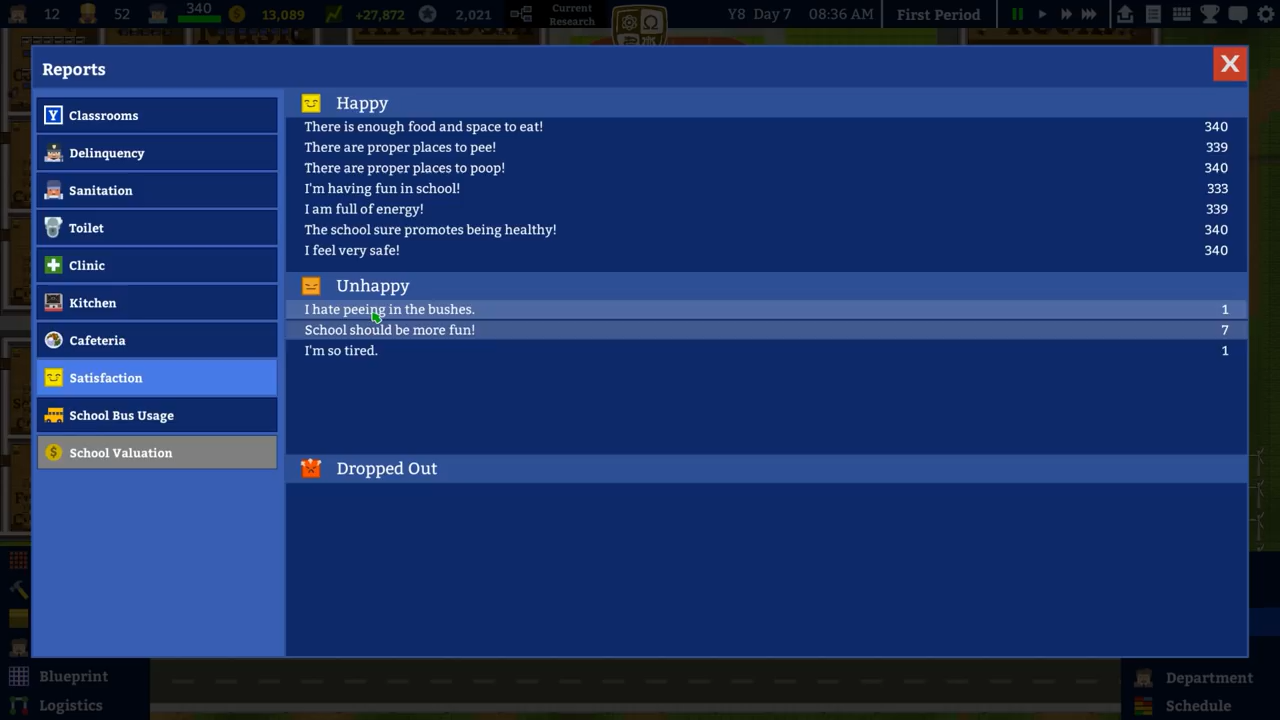 12 52 340 13,089 +27,872 2,021 Current Research Y8 Day 7 08:36 AM First Period
Reports
Classrooms
Delinquency
Sanitation
Toilet
Clinic
Kitchen
Cafeteria
Satisfaction
School Bus Usage
School Valuation
Happy
There is enough food and space to eat! 340
There are proper places to pee! 339
There are proper places to poop! 340
I'm having fun in school! 333
I am full of energy! 339
The school sure promotes being healthy! 340
I feel very safe! 340
Unhappy
I hate peeing in the bushes. 1
School should be more fun! 7
I'm so tired. 1
Dropped Out
Blueprint
Logistics
Department
Schedule